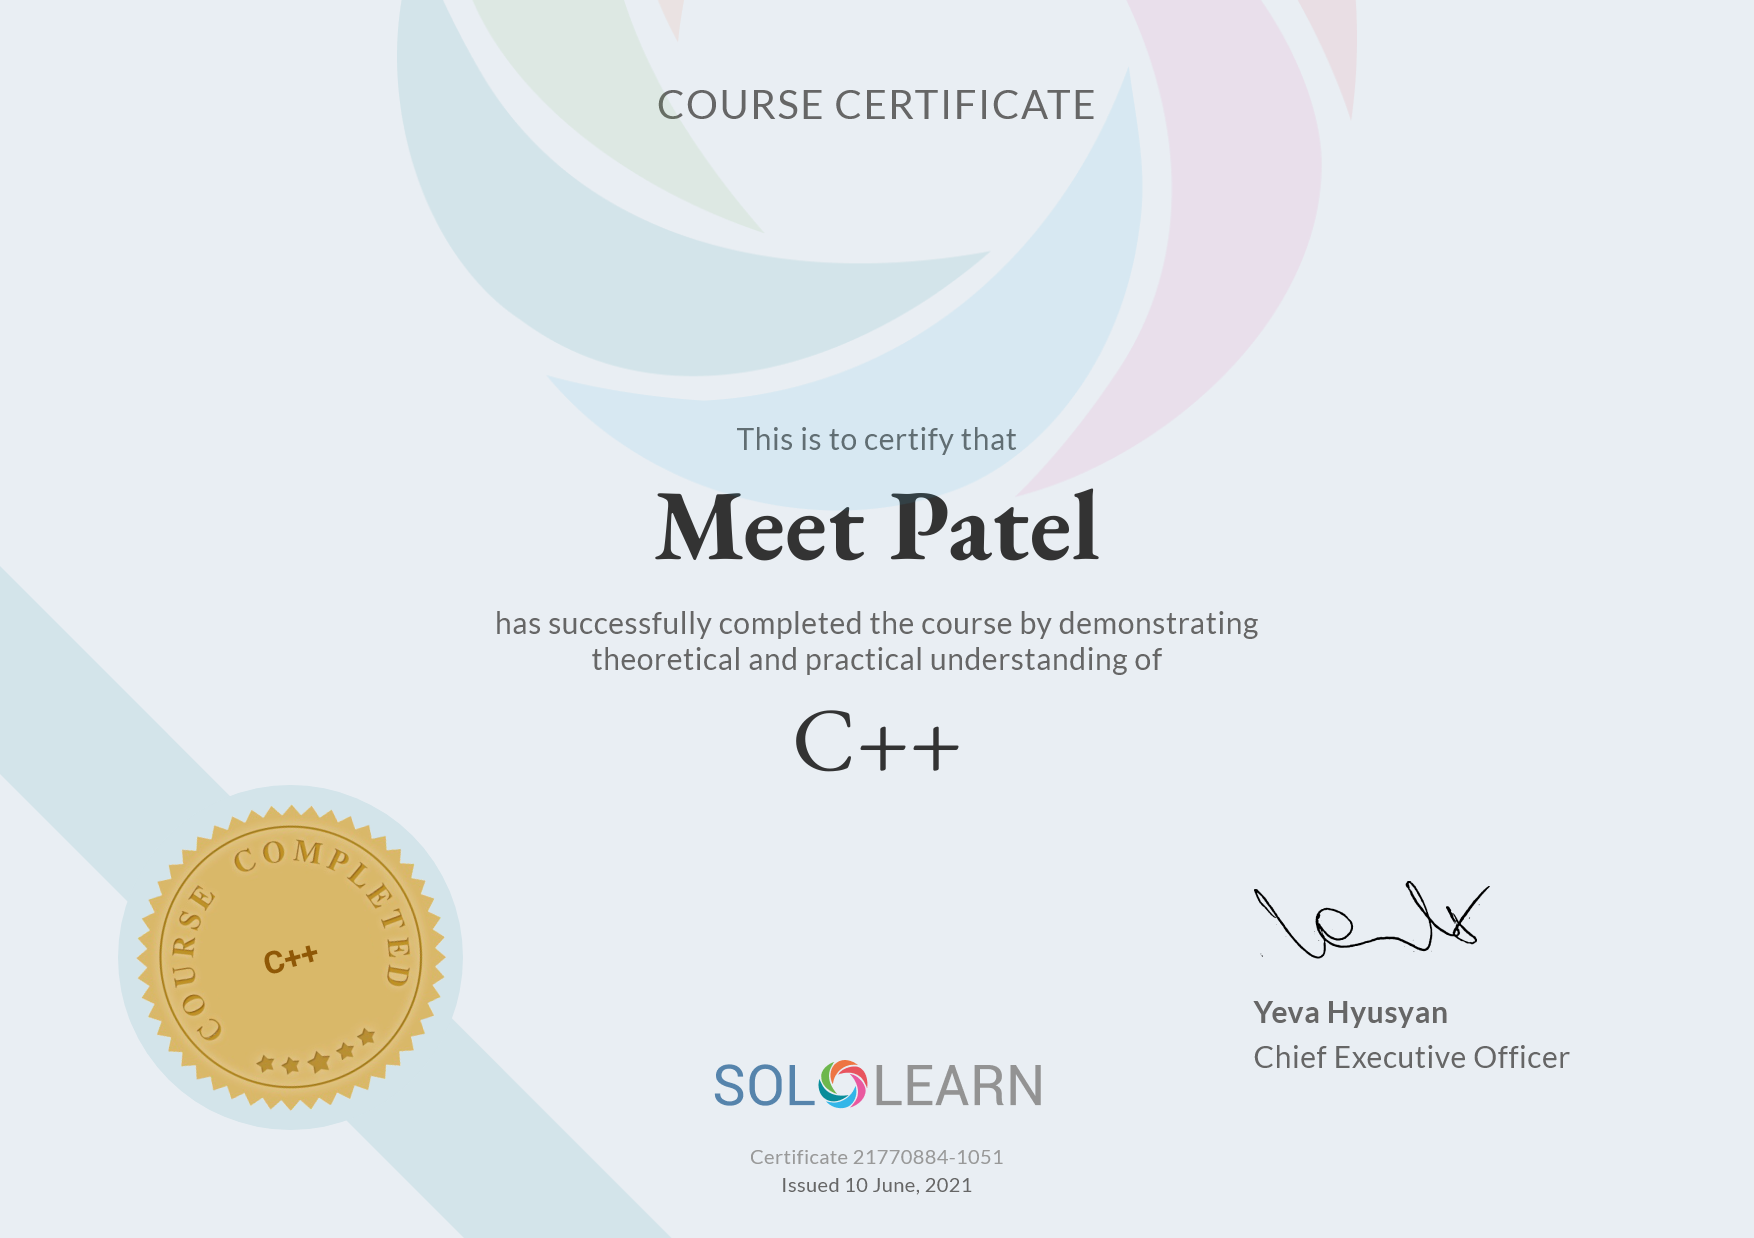 COURSE CERTIFICATE
This is to certify that
Meet Patel
has successfully completed the course by demonstrating
theoretical and practical understanding of
C++
COURSE COMPLETED
C++
Yeva Hyusyan
Chief Executive Officer
SOLOLEARN
Certificate 21770884-1051
Issued 10 June, 2021